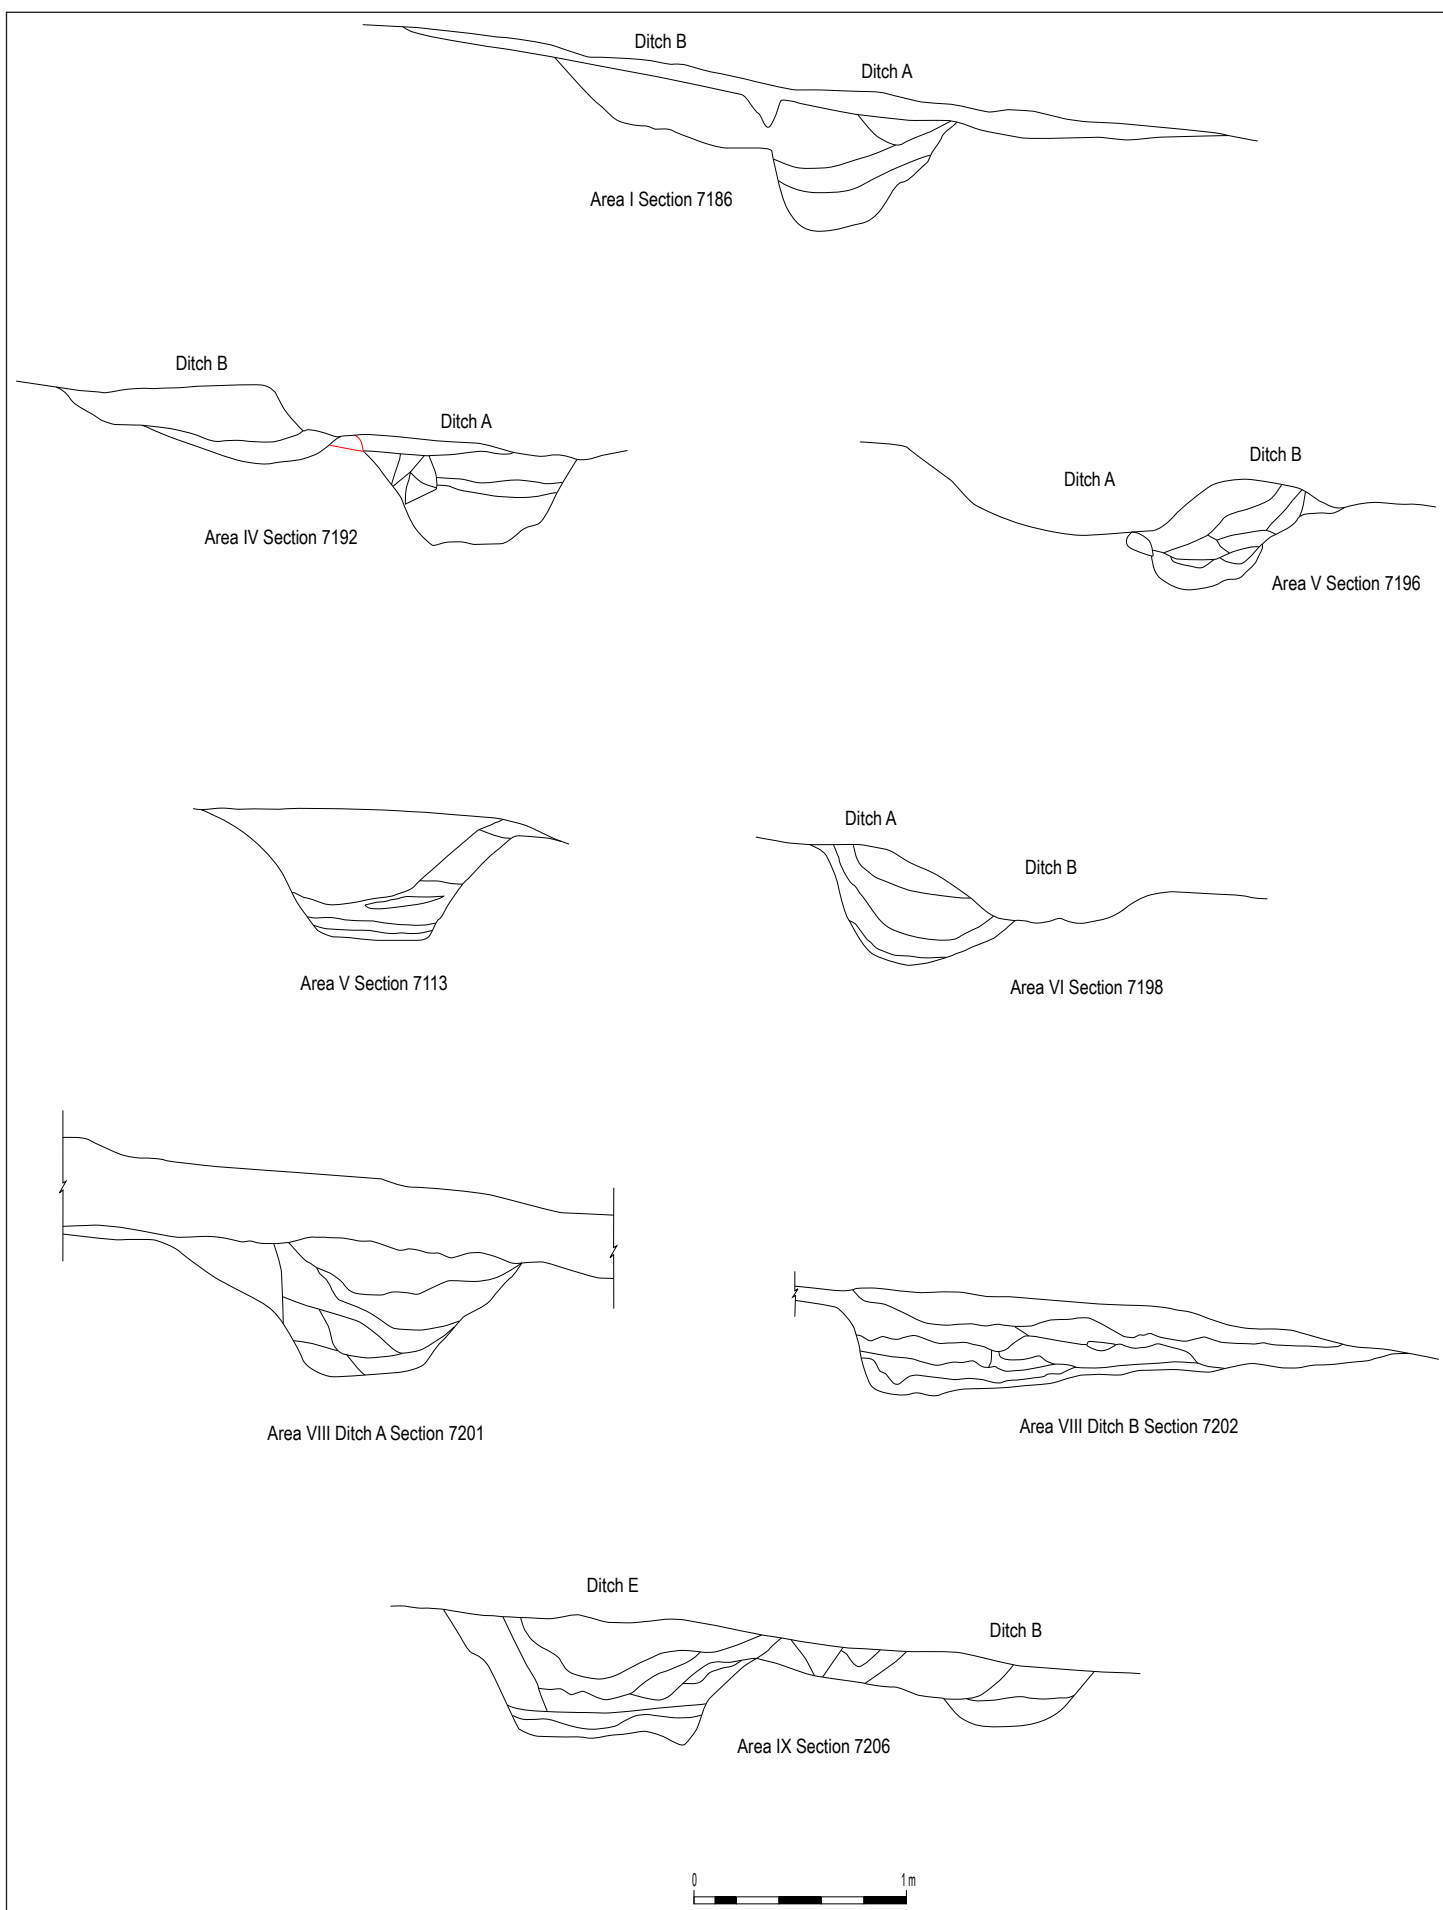 Ditch B
Ditch A
Area I Section 7186
Ditch B
Ditch A
Area IV Section 7192
Ditch A
Ditch B
Area V Section 7196
Area V Section 7113
Ditch A
Ditch B
Area VI Section 7198
Area VIII Ditch A Section 7201
Area VIII Ditch B Section 7202
Ditch E
Ditch B
Area IX Section 7206
0 1 m